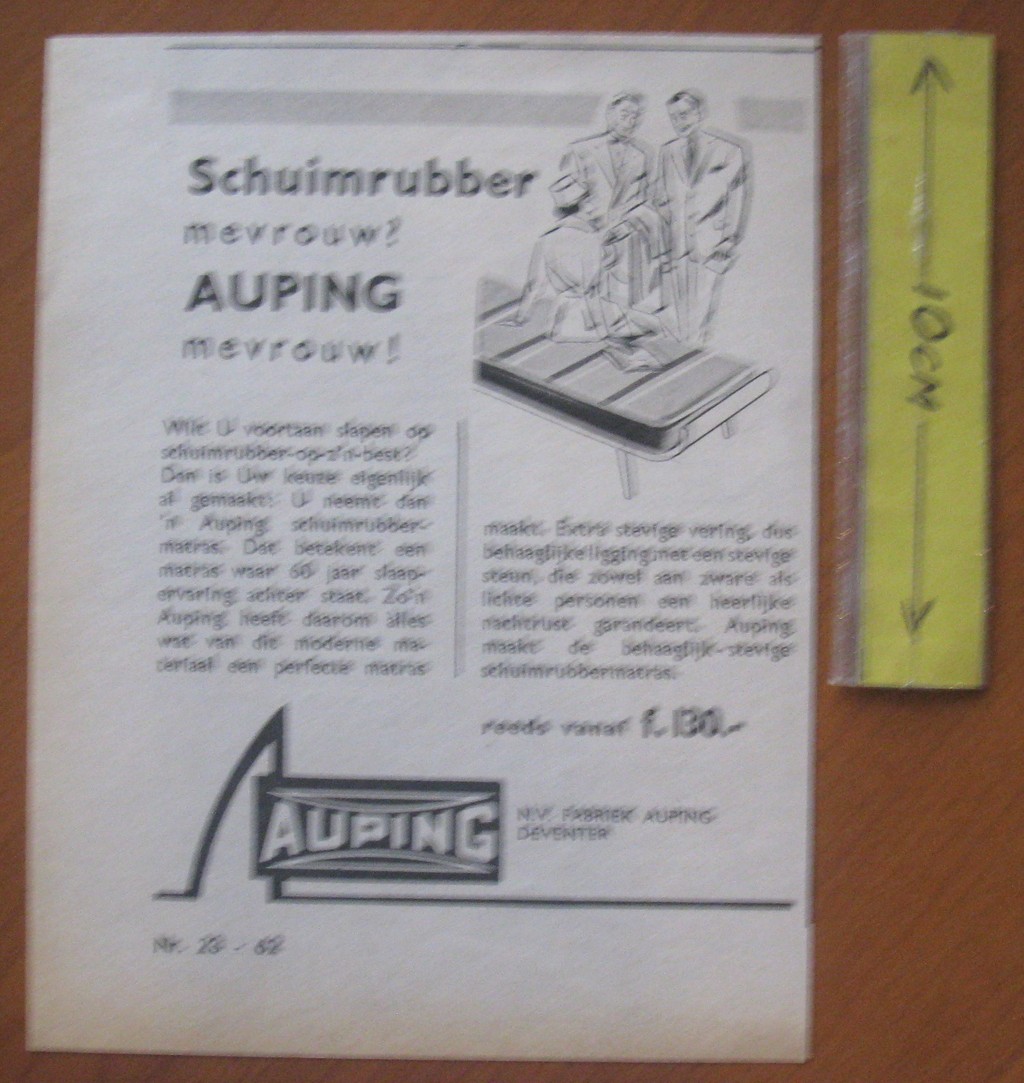 Schuimrubber
mevrouw?
AUPING
mevrouw!
Wilt U voortaan slapen op
schuimrubber-op-z'n-best?
Dan is Uw keuze eigenlijk
al gemaakt: U neemt dan
'n Auping schuimrubber-
matras. Dat betekent een
matras waar 60 jaar slaap-
ervaring achter staat. Zo'n
Auping heeft daarom alles
wat van dit moderne ma-
teriaal een perfecte matras
maakt. Extra stevige vering, dus
behaaglijke ligging met een stevige
steun, die zowel aan zware als
lichte personen een heerlijke
nachtrust garandeert. Auping
maakt de behaaglijk-stevige
schuimrubbermatras.
reeds vanaf f. 130.-
AUPING
N.V. FABRIEK AUPING
DEVENTER
Nr. 23 - 62
10CM